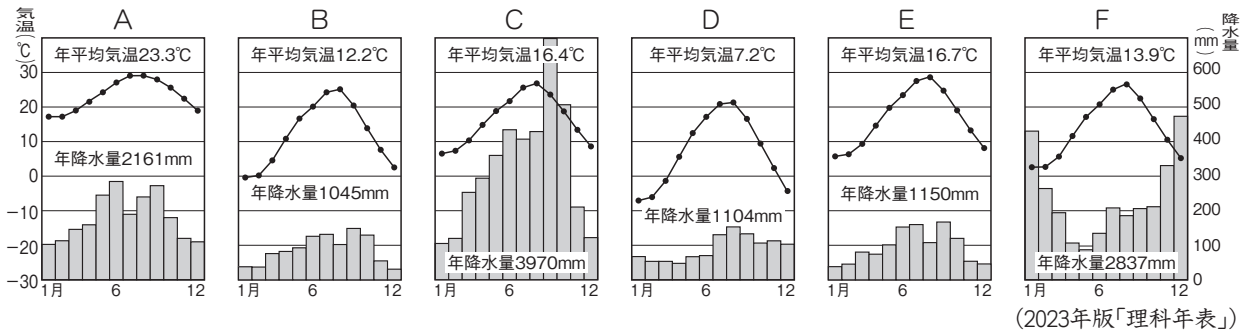 気温(℃)
A
B
C
D
E
F
降水量(mm)
年平均気温23.3℃
年平均気温12.2℃
年平均気温16.4℃
年平均気温7.2℃
年平均気温16.7℃
年平均気温13.9℃
30
20
10
0
-10
-20
-30
600
500
400
300
200
100
0
年降水量2161mm
年降水量1045mm
年降水量3970mm
年降水量1104mm
年降水量1150mm
年降水量2837mm
1月 6 12
1月 6 12
1月 6 12
1月 6 12
1月 6 12
1月 6 12
(2023年版「理科年表」)